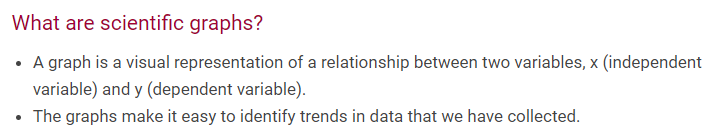 What are scientific graphs?
• A graph is a visual representation of a relationship between two variables, x (independent
variable) and y (dependent variable).
• The graphs make it easy to identify trends in data that we have collected.